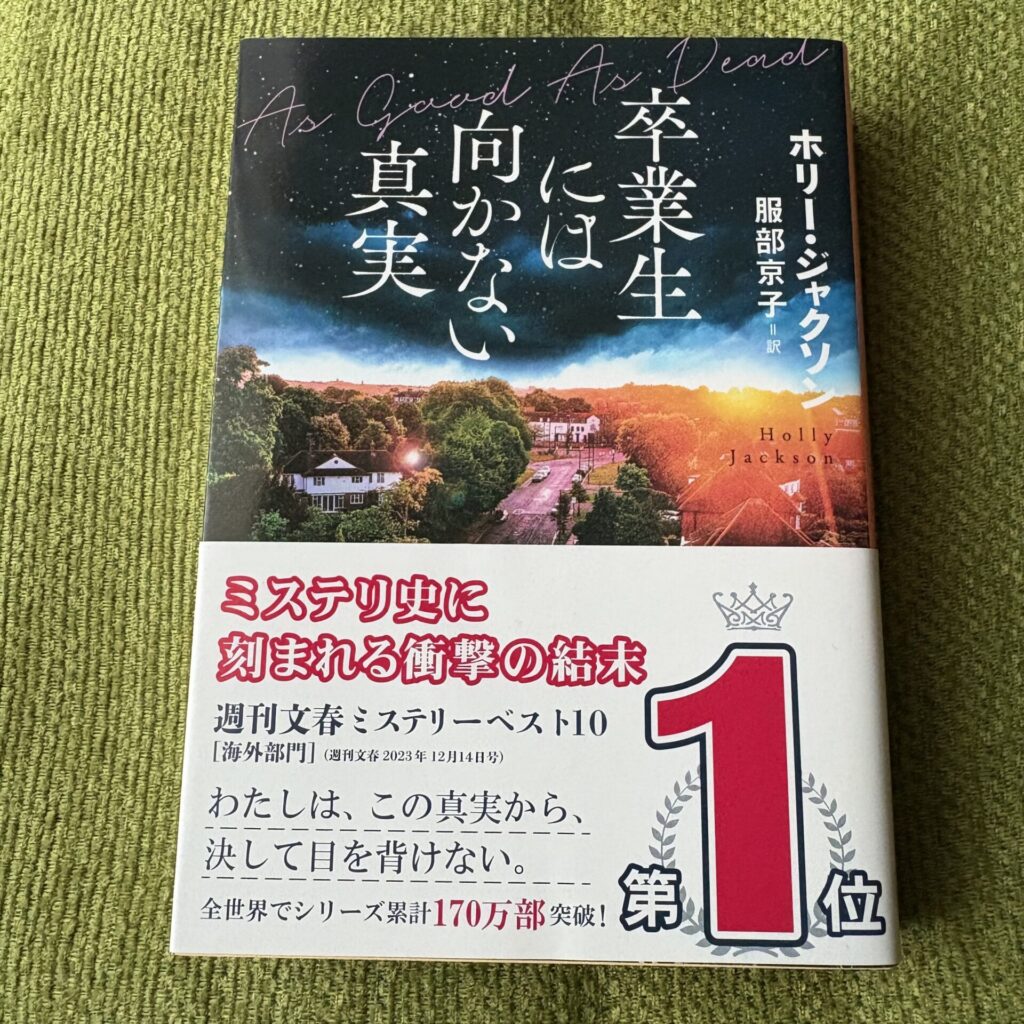 As Good As Dead
卒業生
には
向かない
真実
ホリー・ジャクソン
服部京子=訳
Holly
Jackson
ミステリ史に
刻まれる衝撃の結末
週刊文春ミステリーベスト10
[海外部門](週刊文春2023年12月14日号)
第1位
わたしは、この真実から、
決して目を背けない。
全世界でシリーズ累計170万部突破!